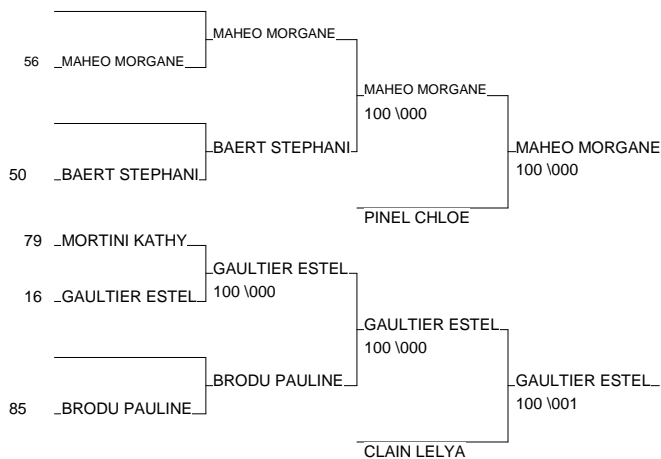 MAHEO MORGANE
56 MAHEO MORGANE
MAHEO MORGANE
100 \000
BAERT STEPHANI
MAHEO MORGANE
100 \000
50 BAERT STEPHANI
PINEL CHLOE
79 MORTINI KATHY
GAULTIER ESTEL
100 \000
16 GAULTIER ESTEL
GAULTIER ESTEL
100 \000
BRODU PAULINE
GAULTIER ESTEL
100 \001
85 BRODU PAULINE
CLAIN LELYA